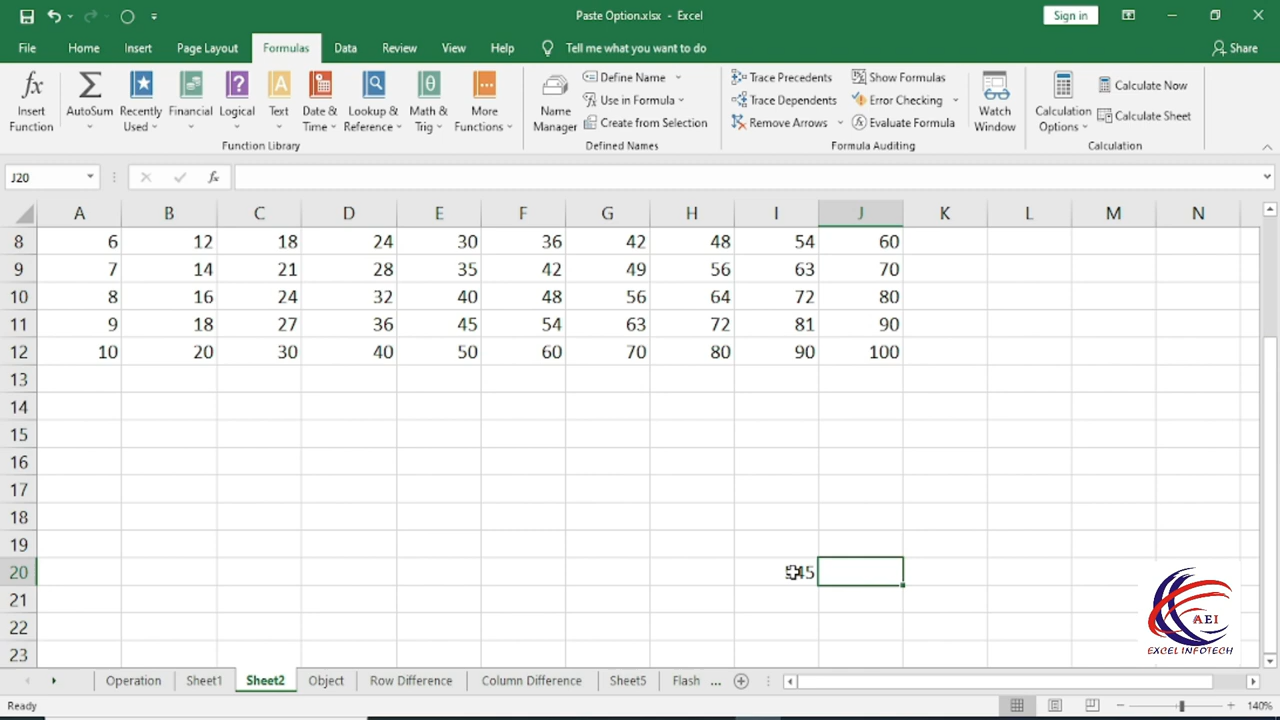 Paste Option.xlsx - Excel
Sign in
File Home Insert Page Layout Formulas Data Review View Help Tell me what you want to do Share
Insert Function
AutoSum
Recently Used
Financial
Logical
Text
Date & Time
Lookup & Reference
Math & Trig
More Functions
Function Library
Name Manager
Define Name
Use in Formula
Create from Selection
Defined Names
Trace Precedents
Trace Dependents
Remove Arrows
Show Formulas
Error Checking
Evaluate Formula
Formula Auditing
Watch Window
Calculation Options
Calculate Now
Calculate Sheet
Calculation
J20 fx
A B C D E F G H I J K L M N
8 6 12 18 24 30 36 42 48 54 60
9 7 14 21 28 35 42 49 56 63 70
10 8 16 24 32 40 48 56 64 72 80
11 9 18 27 36 45 54 63 72 81 90
12 10 20 30 40 50 60 70 80 90 100
13
14
15
16
17
18
19
20
21
22
23
AEI
EXCEL INFOTECH
Operation Sheet1 Sheet2 Object Row Difference Column Difference Sheet5 Flash ...
Ready 140%